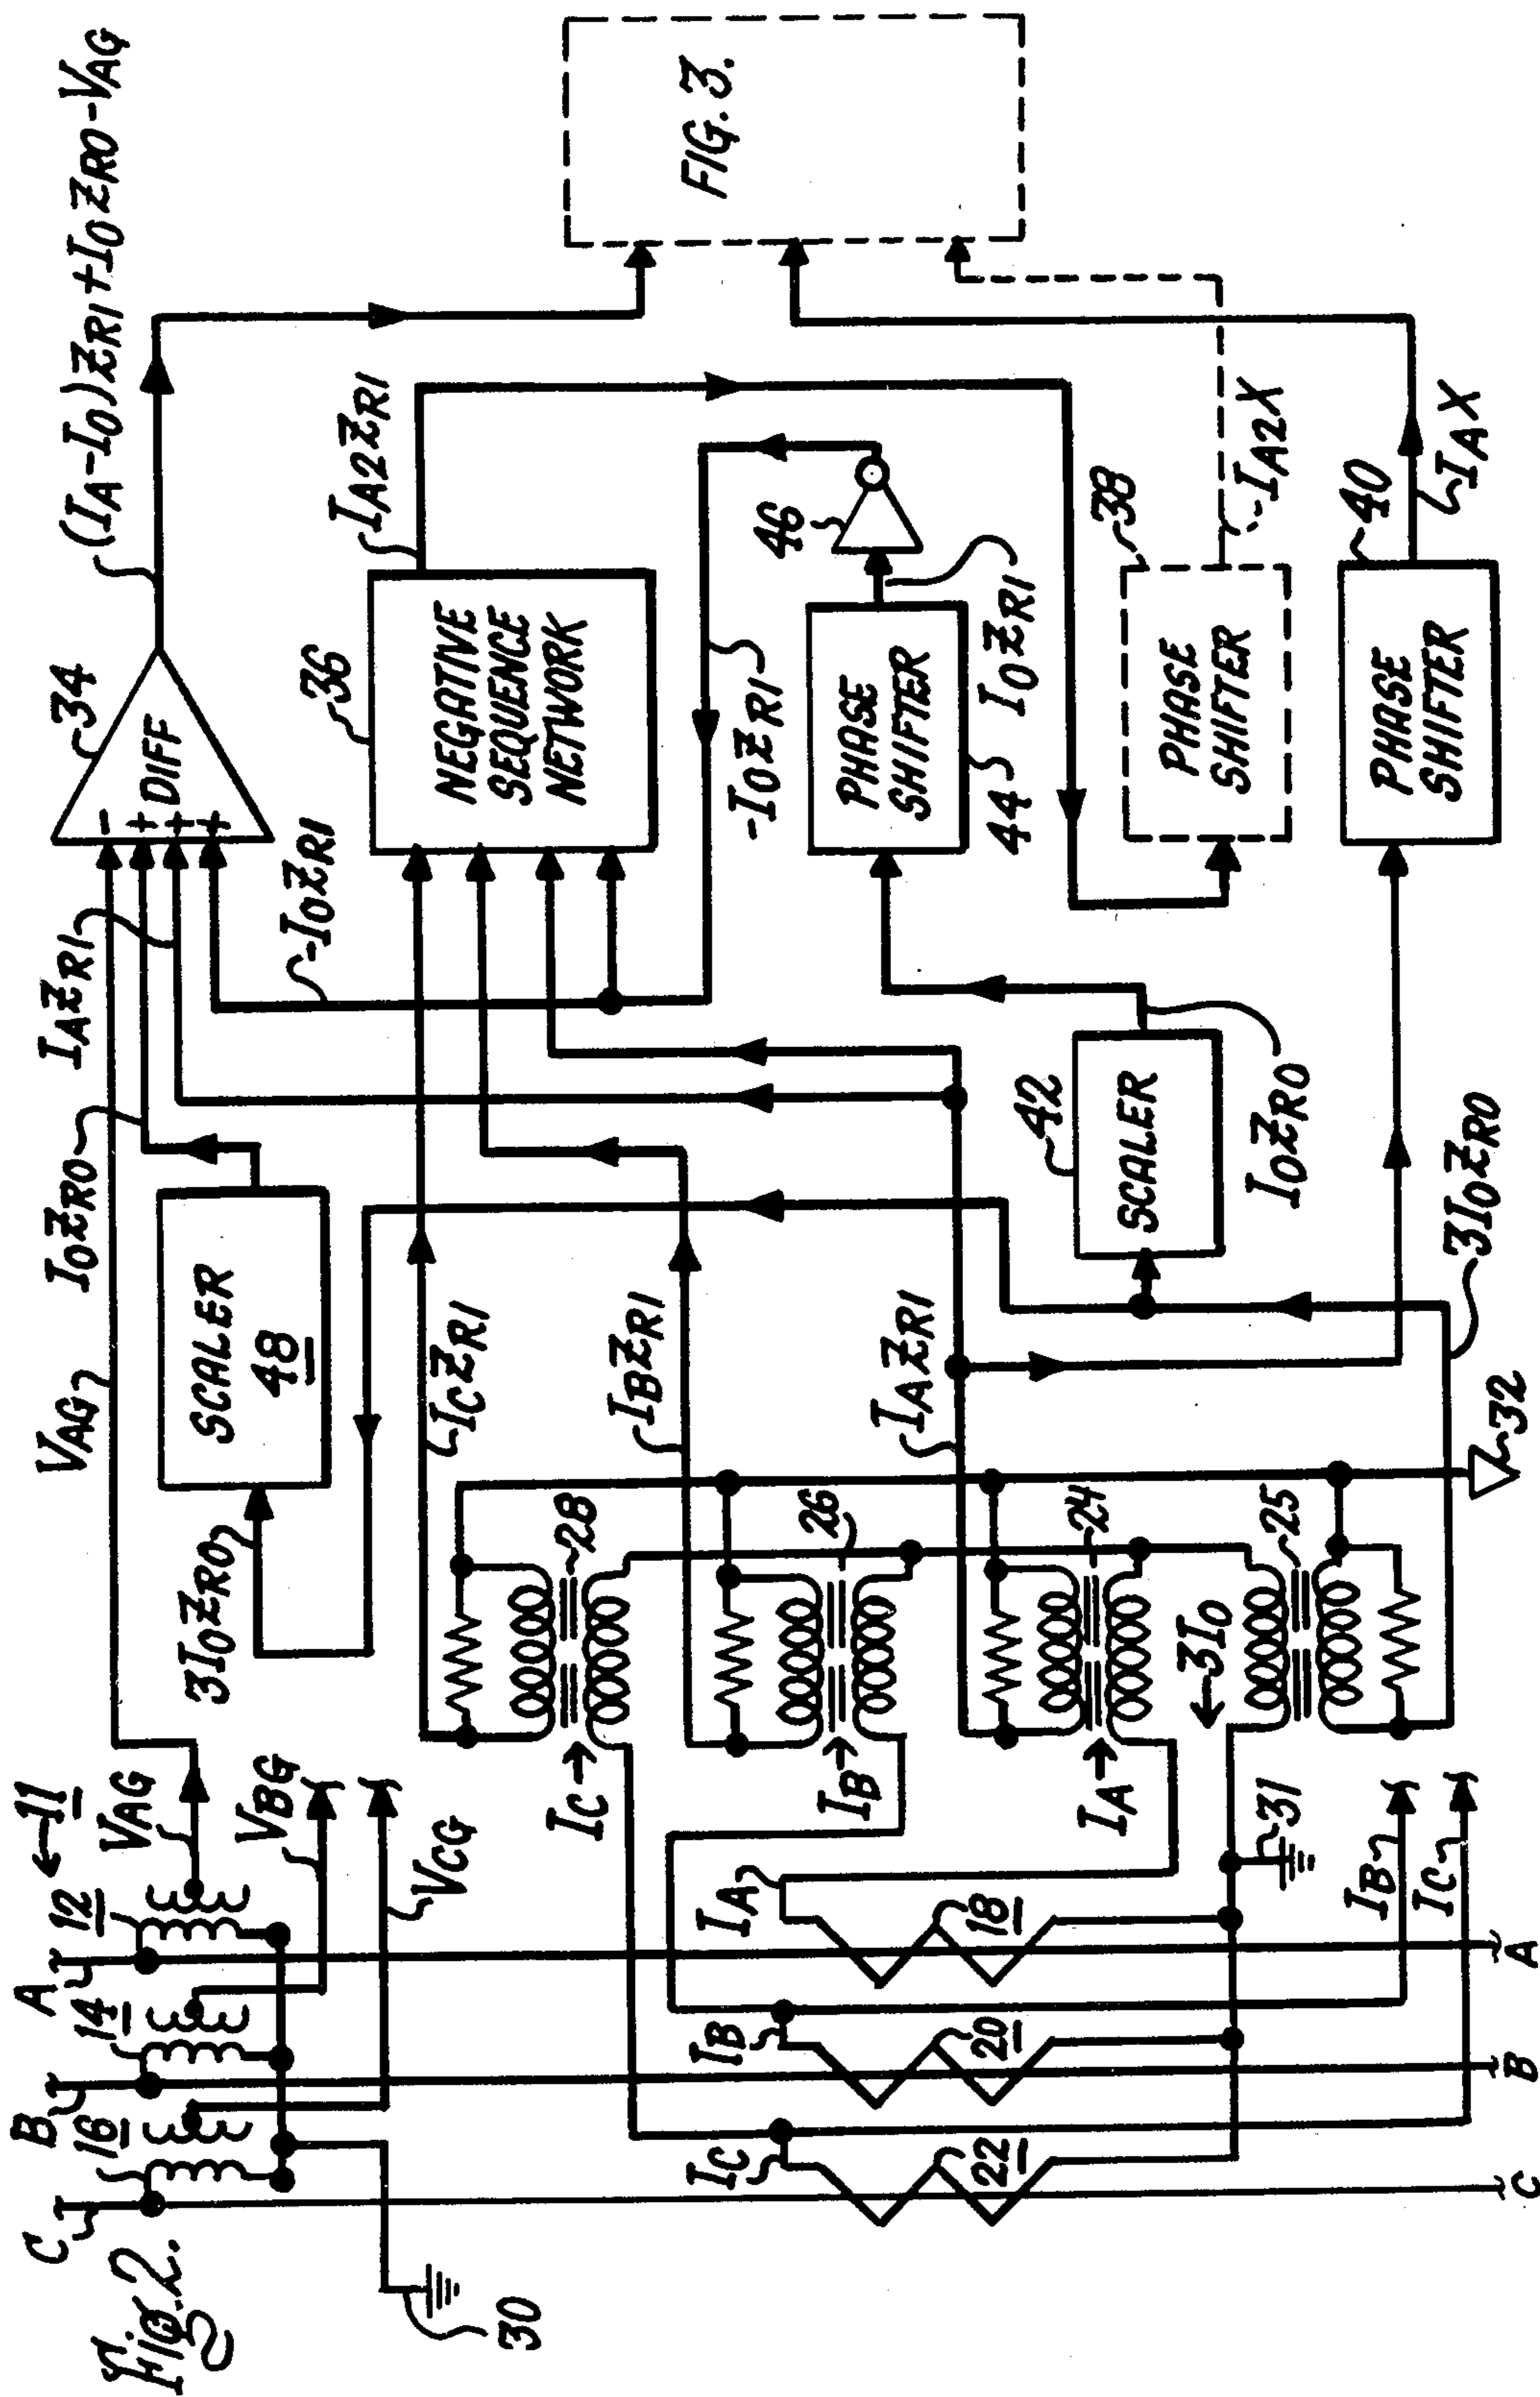 Fig. 2.
C
B
A
16
14
12
←11
VAG
VBG
VCG
30
VAG
3I0ZR0
SCALER
48
I0ZR0
IAZR1
-I0ZR1
34
-
+
+
+
DIFF
(IA-I0)ZR1+I0ZR0-VAG
IC→
28
ICZR1
36
NEGATIVE
SEQUENCE
NETWORK
IA2ZR1
IB→
26
IBZR1
-I0ZR1
FIG. 3.
IC
22
IB
20
IA
18
IA→
24
IAZR1
44
PHASE
SHIFTER
I0ZR1
46
←3I0
25
42
SCALER
I0ZR0
38
PHASE
SHIFTER
IA2X
31
IB
IC
32
3I0ZR0
40
PHASE
SHIFTER
IAX
C
B
A